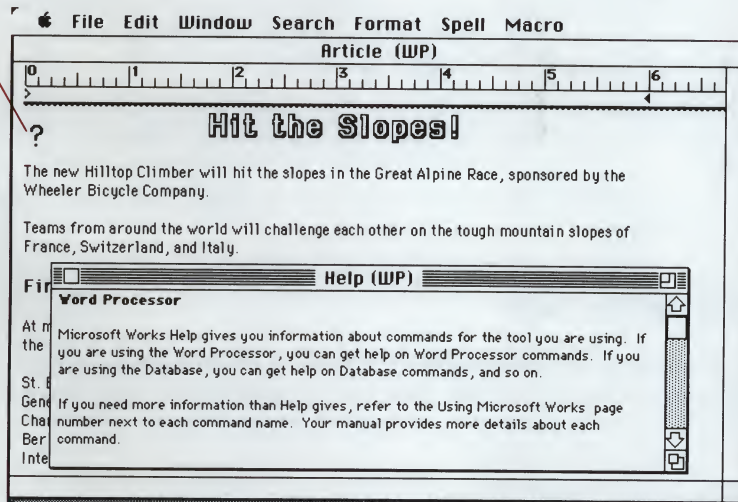 File Edit Window Search Format Spell Macro
Article (WP)
0 1 2 3 4 5 6
?
Hit the Slopes!
The new Hilltop Climber will hit the slopes in the Great Alpine Race, sponsored by the
Wheeler Bicycle Company.
Teams from around the world will challenge each other on the tough mountain slopes of
France, Switzerland, and Italy.
Fir
At m
the
St. B
Gene
Cha
Ber
Inte
Help (WP)
Word Processor
Microsoft Works Help gives you information about commands for the tool you are using. If
you are using the Word Processor, you can get help on Word Processor commands. If you
are using the Database, you can get help on Database commands, and so on.
If you need more information than Help gives, refer to the Using Microsoft Works page
number next to each command name. Your manual provides more details about each
command.